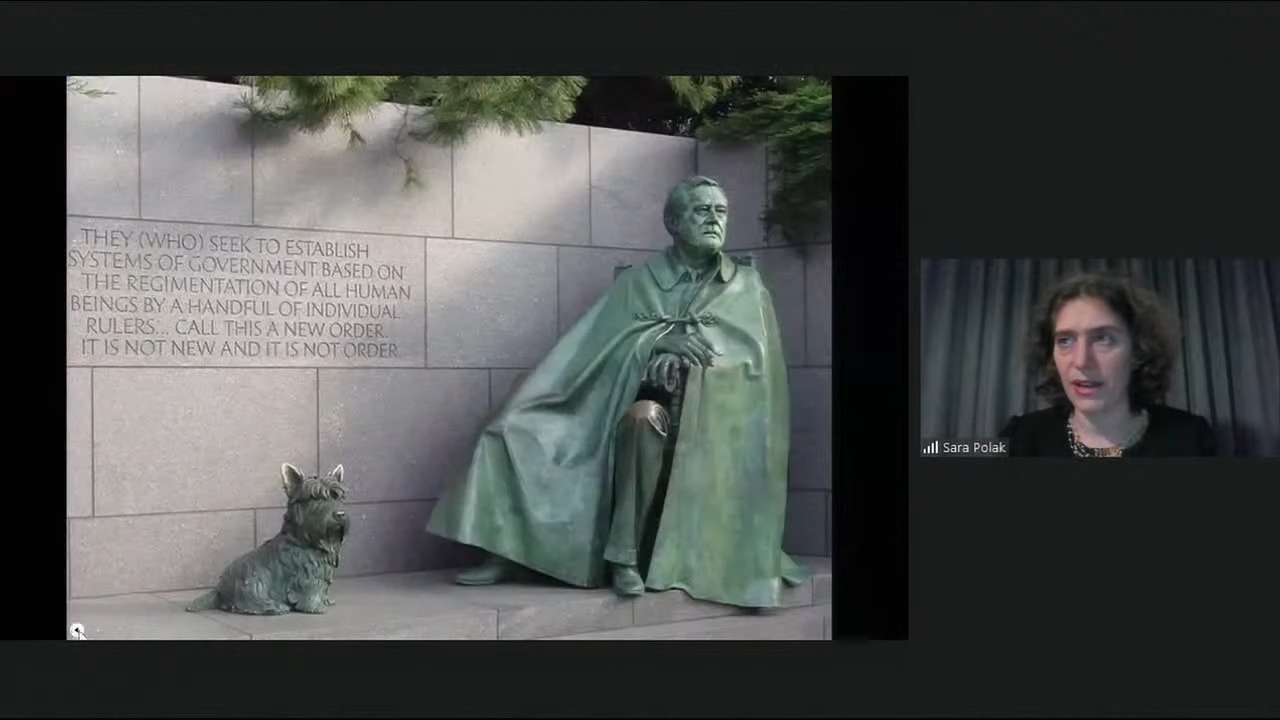 THEY (WHO) SEEK TO ESTABLISH
SYSTEMS OF GOVERNMENT BASED ON
THE REGIMENTATION OF ALL HUMAN
BEINGS BY A HANDFUL OF INDIVIDUAL
RULERS... CALL THIS A NEW ORDER.
IT IS NOT NEW AND IT IS NOT ORDER
Sara Polak